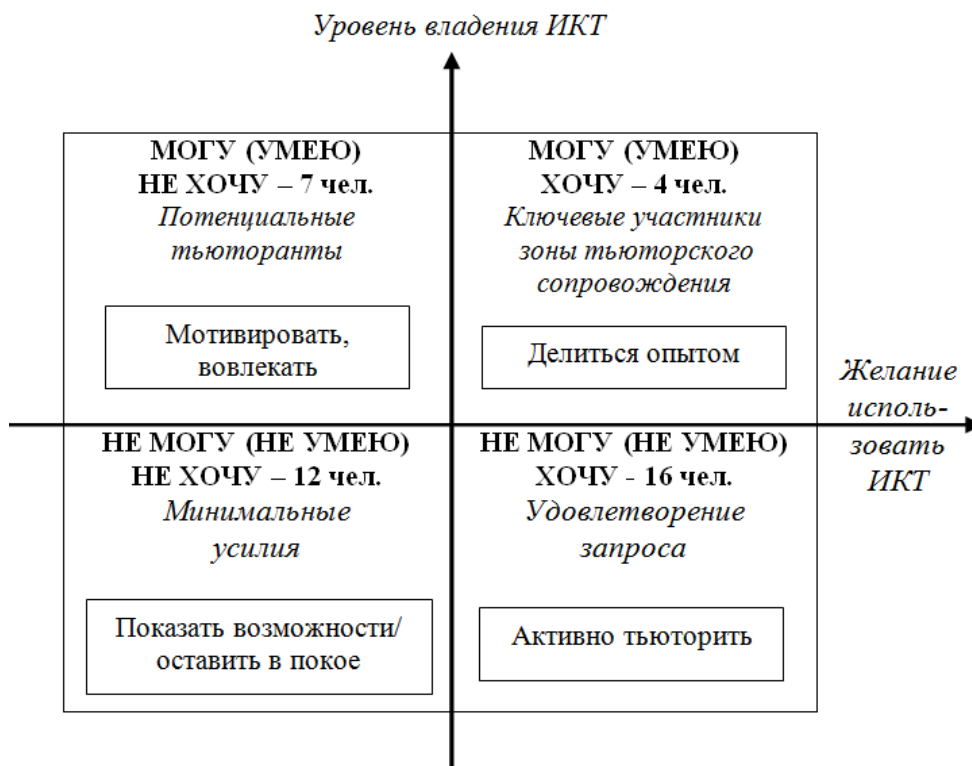 Уровень владения ИКТ
МОГУ (УМЕЮ)
НЕ ХОЧУ – 7 чел.
Потенциальные
тьюторанты
Мотивировать,
вовлекать
МОГУ (УМЕЮ)
ХОЧУ – 4 чел.
Ключевые участники
зоны тьюторского
сопровождения
Делиться опытом
Желание
исполь-
зовать
ИКТ
НЕ МОГУ (НЕ УМЕЮ)
НЕ ХОЧУ – 12 чел.
Минимальные
усилия
Показать возможности/
оставить в покое
НЕ МОГУ (НЕ УМЕЮ)
ХОЧУ - 16 чел.
Удовлетворение
запроса
Активно тьюторить